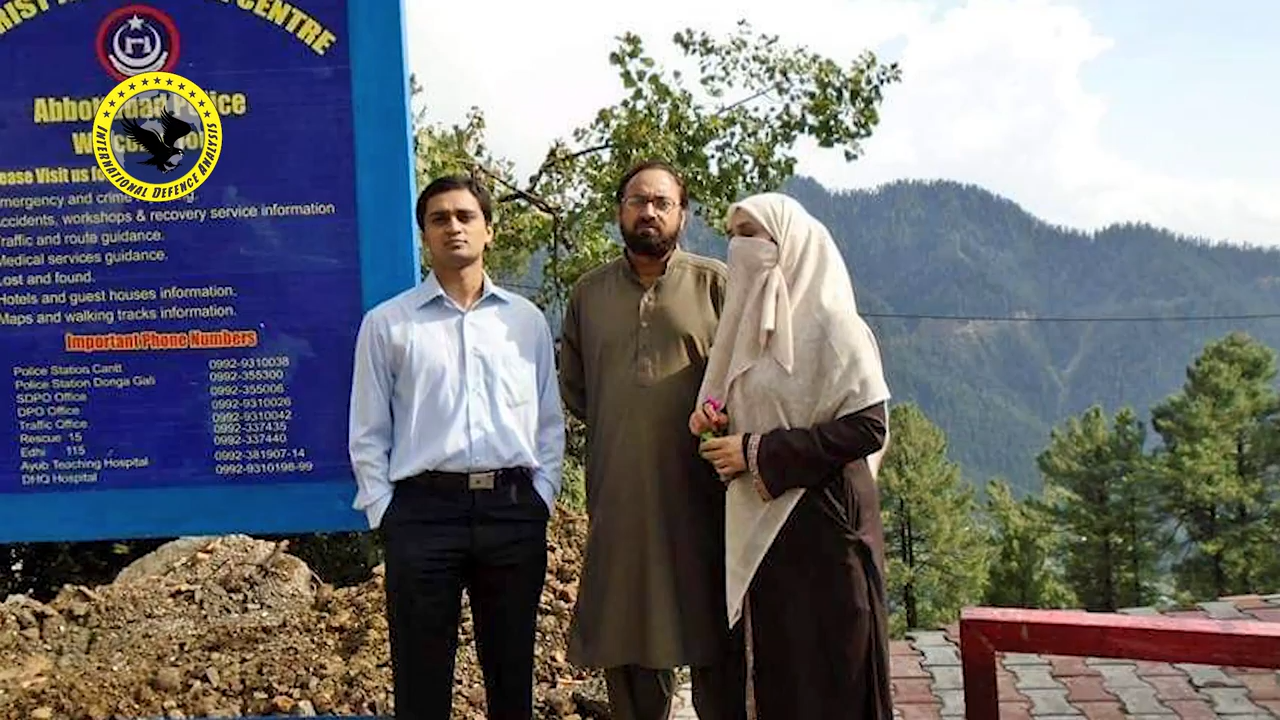 CENTRE
INTERNATIONAL DEFENCE ANALYSIS
Please Visit us for
Emergency and crime
Accidents, workshops & recovery service information
Traffic and route guidance.
Medical services guidance.
Lost and found.
Hotels and guest houses information.
Maps and walking tracks information.
Important Phone Numbers
Police Station Cantt 0992-9310038
Police Station Donga Gali 0992-355300
SDPO Office 0992-355006
DPO Office 0992-9310026
Traffic Office 0992-9310042
Rescue 15 0992-337435
Edhi 115 0992-337440
Ayub Teaching Hospital 0992-381907-14
DHQ Hospital 0992-9310198-99